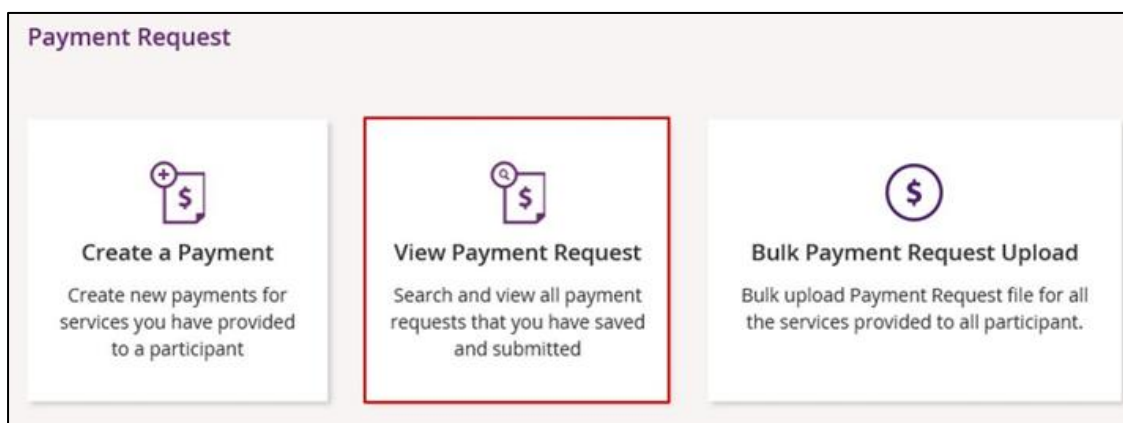 Payment Request
Create a Payment
Create new payments for
services you have provided
to a participant
View Payment Request
Search and view all payment
requests that you have saved
and submitted
Bulk Payment Request Upload
Bulk upload Payment Request file for all
the services provided to all participant.